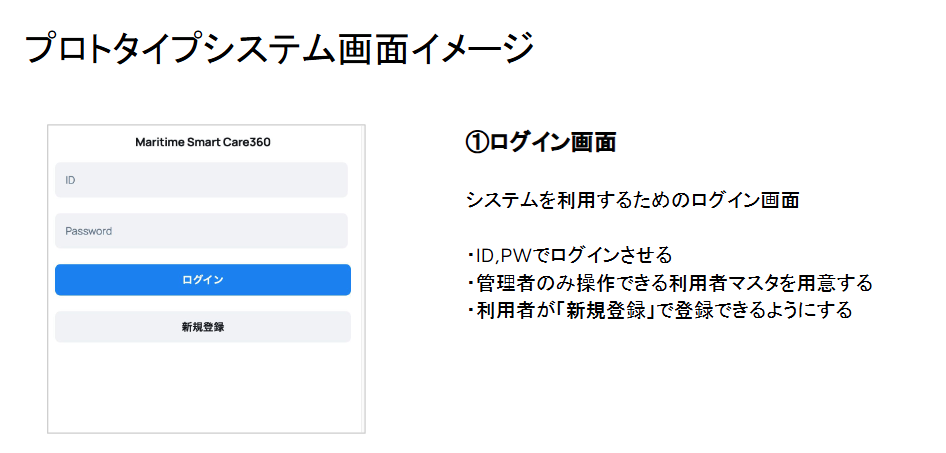 プロトタイプシステム画面イメージ
Maritime Smart Care360
ID
Password
ログイン
新規登録
①ログイン画面
システムを利用するためのログイン画面
・ID,PWでログインさせる
・管理者のみ操作できる利用者マスタを用意する
・利用者が「新規登録」で登録できるようにする